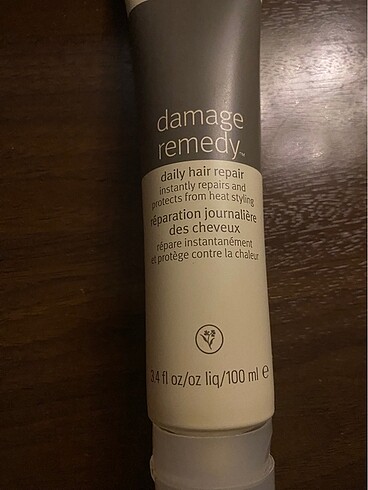 damage
remedy™
daily hair repair
instantly repairs and
protects from heat styling
réparation journalière
des cheveux
répare instantanément
et protège contre la chaleur
3.4 fl oz/oz liq/100 ml ℮